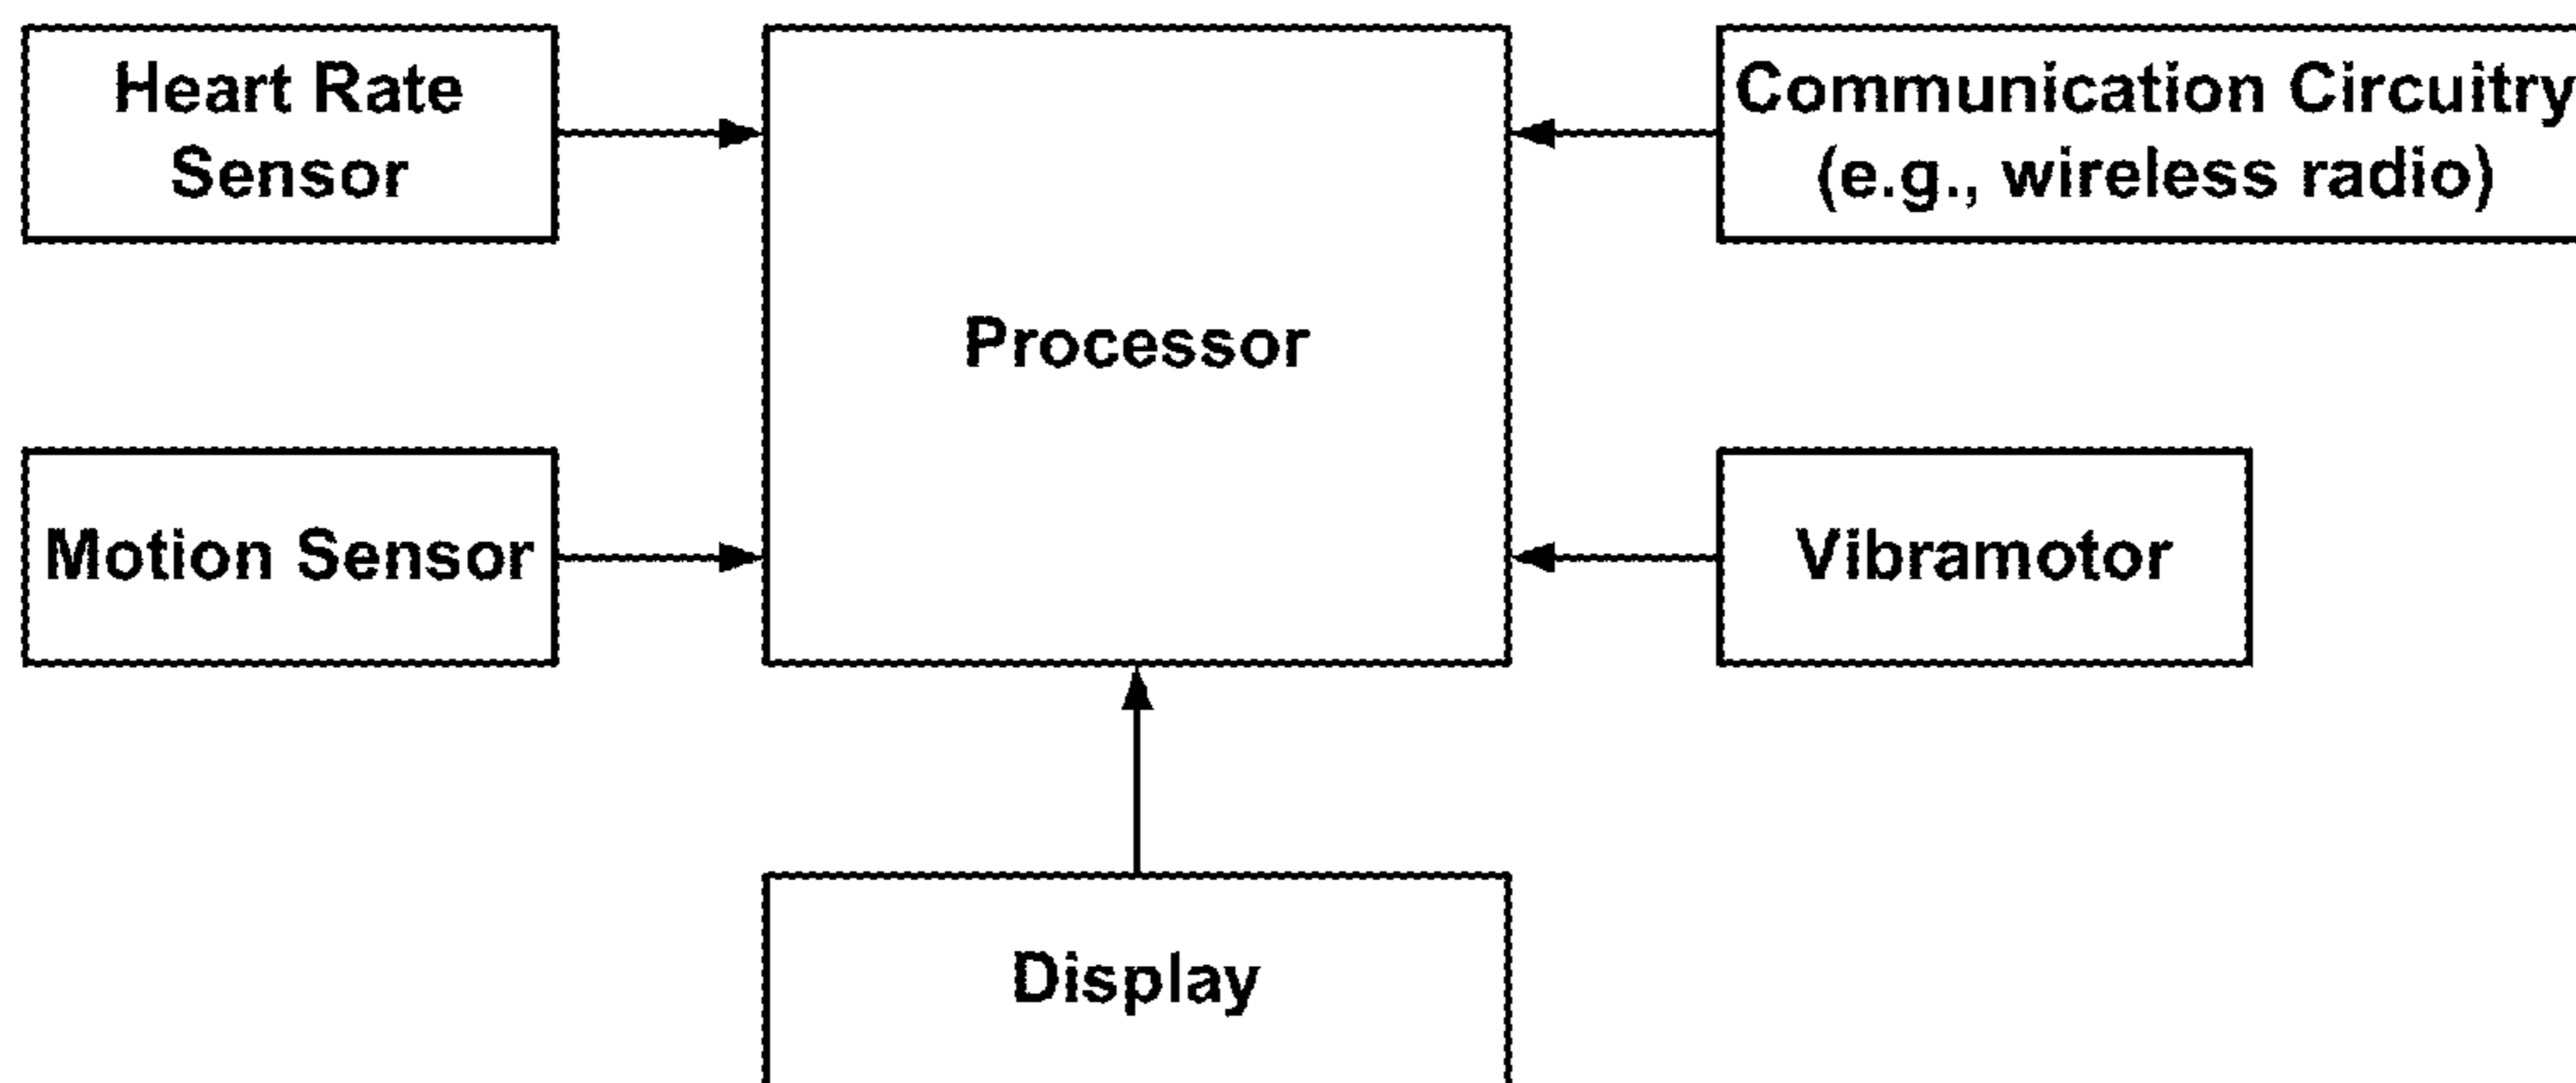 Heart Rate
Sensor
Communication Circuitry
(e.g., wireless radio)
Processor
Motion Sensor
Vibramotor
Display